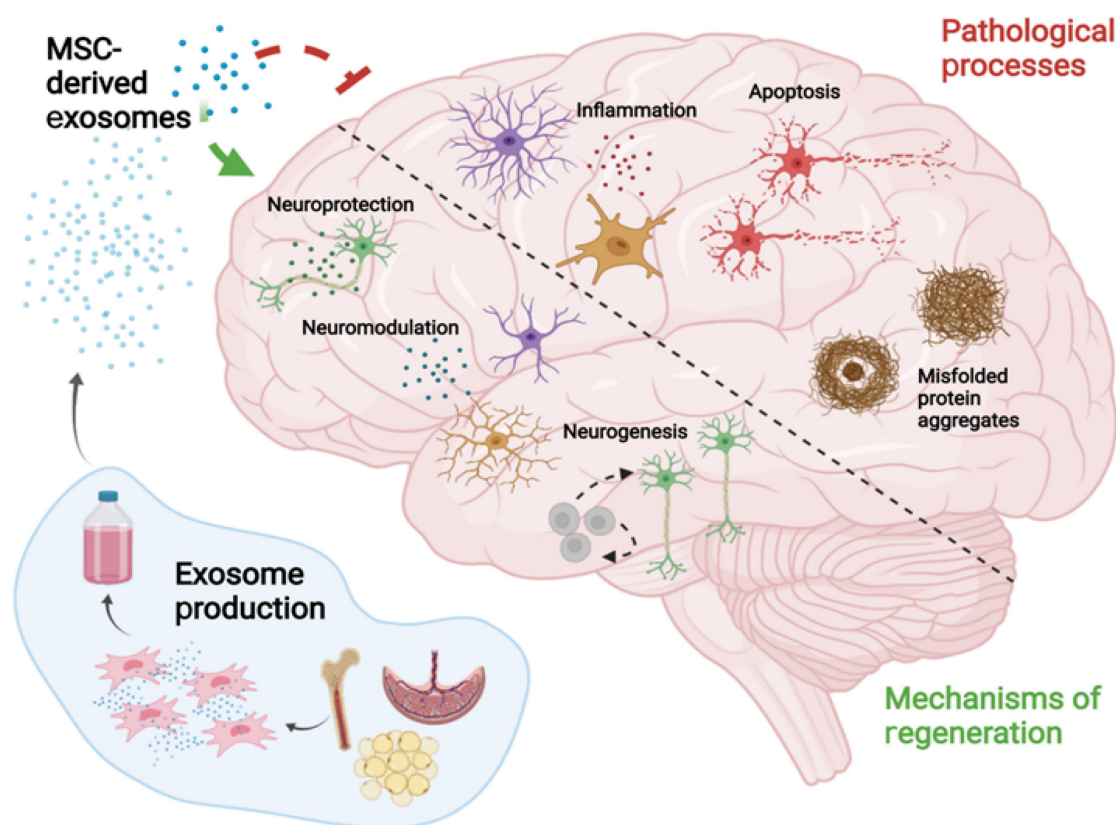 MSC-
derived
exosomes
Pathological
processes
Inflammation
Apoptosis
Neuroprotection
Neuromodulation
Misfolded
protein
aggregates
Neurogenesis
Exosome
production
Mechanisms of
regeneration